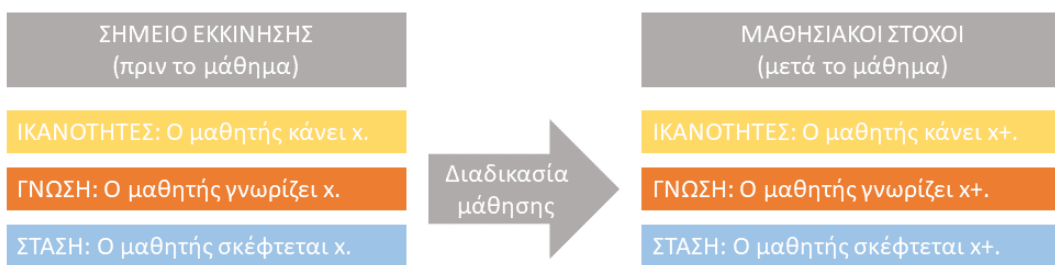 ΣΗΜΕΙΟ ΕΚΚΙΝΗΣΗΣ
(πριν το μάθημα)
ΙΚΑΝΟΤΗΤΕΣ: Ο μαθητής κάνει x.
ΓΝΩΣΗ: Ο μαθητής γνωρίζει x.
ΣΤΑΣΗ: Ο μαθητής σκέφτεται x.
Διαδικασία
μάθησης
ΜΑΘΗΣΙΑΚΟΙ ΣΤΟΧΟΙ
(μετά το μάθημα)
ΙΚΑΝΟΤΗΤΕΣ: Ο μαθητής κάνει x+.
ΓΝΩΣΗ: Ο μαθητής γνωρίζει x+.
ΣΤΑΣΗ: Ο μαθητής σκέφτεται x+.